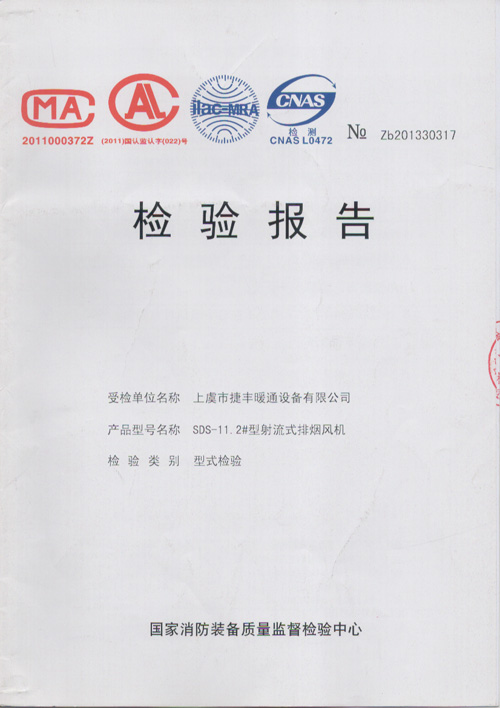 MA
2011000372Z
CAL
(2011)国认监认字(022)号
ilac-MRA
CNAS
检测
CNAS L0472
№ Zb201330317
检验报告
受检单位名称 上虞市捷丰暖通设备有限公司
产品型号名称 SDS-11.2#型射流式排烟风机
检验类别 型式检验
国家消防装备质量监督检验中心